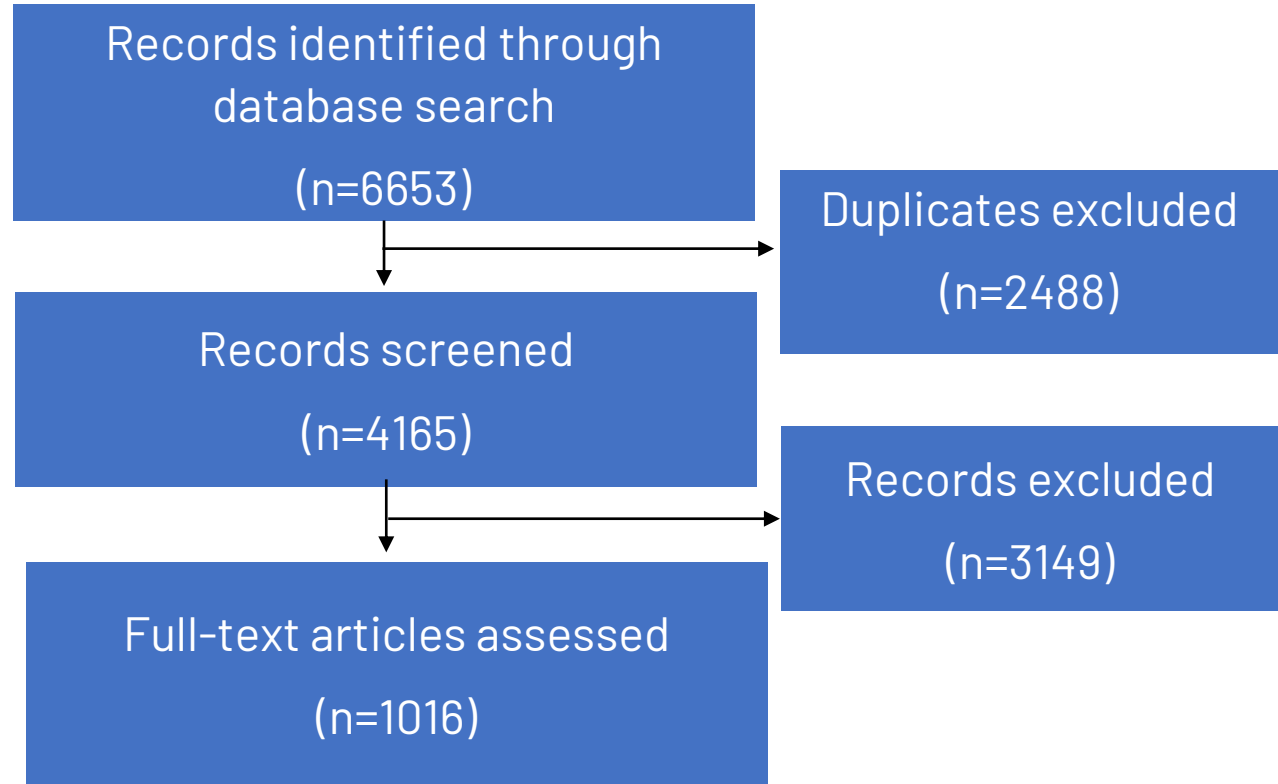 Records identified through
database search
(n=6653)
Duplicates excluded
(n=2488)
Records screened
(n=4165)
Records excluded
(n=3149)
Full-text articles assessed
(n=1016)